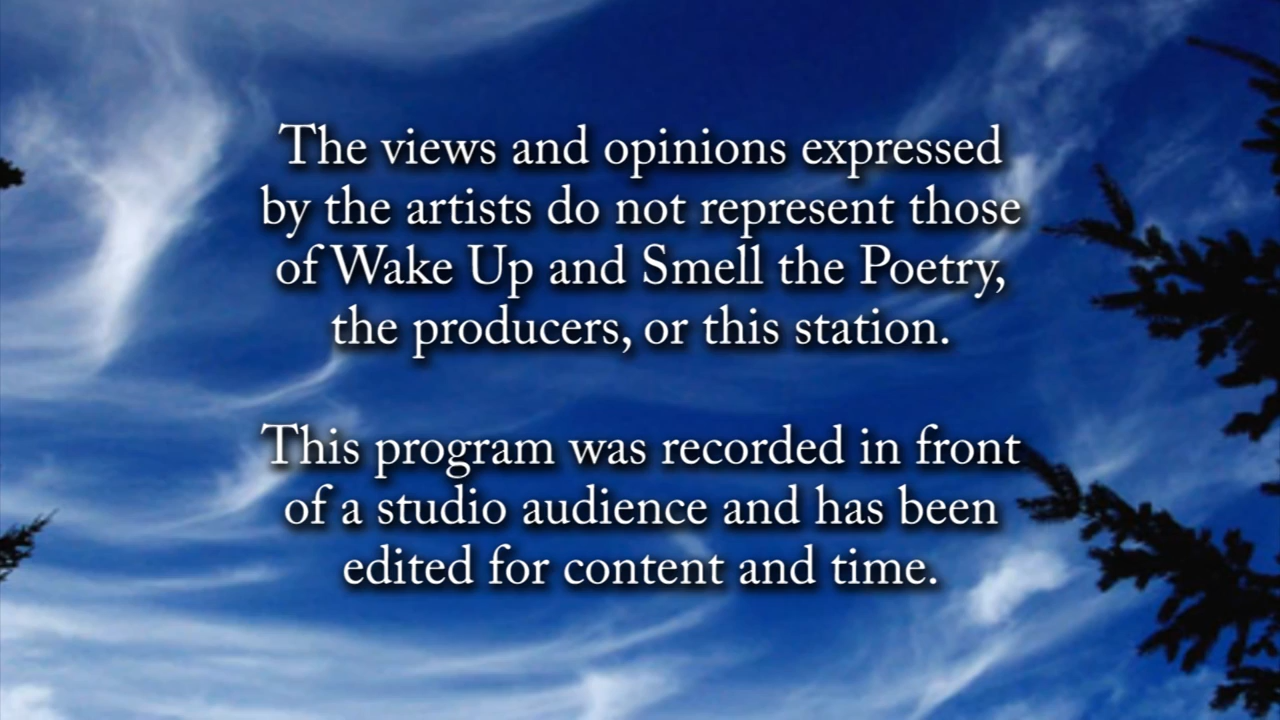 The views and opinions expressed
by the artists do not represent those
of Wake Up and Smell the Poetry,
the producers, or this station.
This program was recorded in front
of a studio audience and has been
edited for content and time.